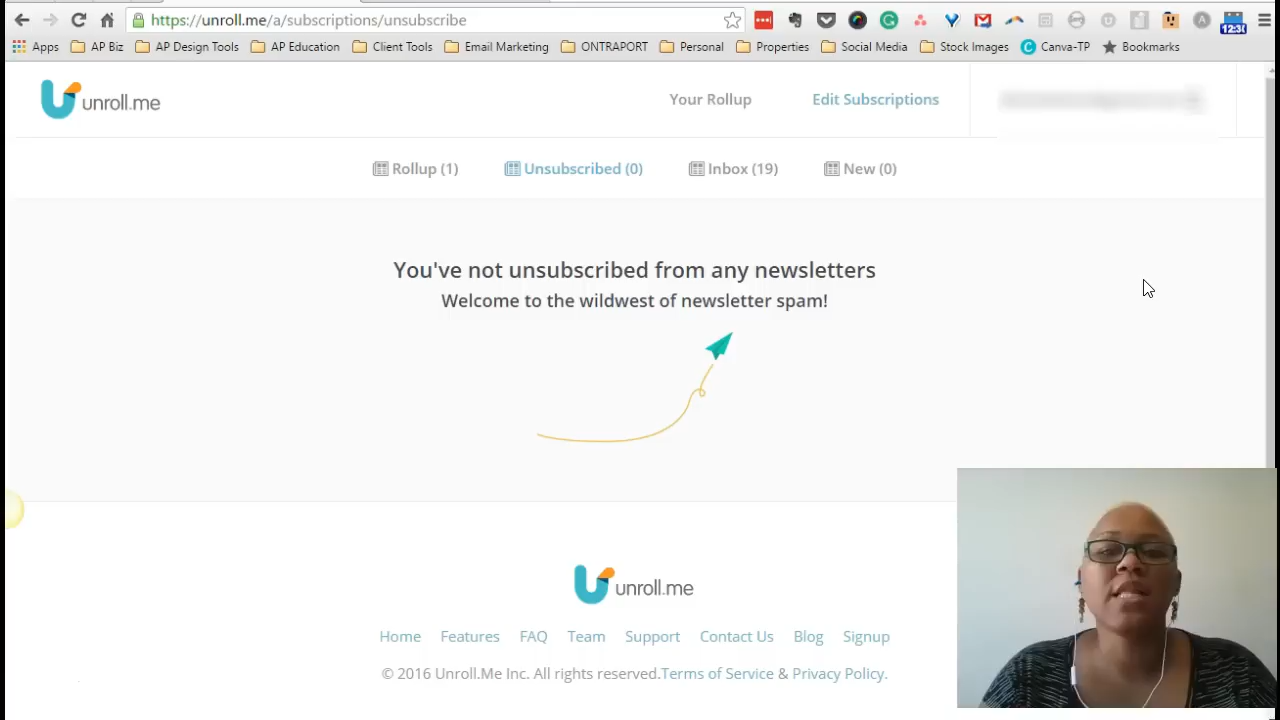 https://unroll.me/a/subscriptions/unsubscribe
12:30
Apps AP Biz AP Design Tools AP Education Client Tools Email Marketing ONTRAPORT Personal Properties Social Media Stock Images Canva-TP Bookmarks
unroll.me Your Rollup Edit Subscriptions
Rollup (1) Unsubscribed (0) Inbox (19) New (0)
You've not unsubscribed from any newsletters
Welcome to the wildwest of newsletter spam!
unroll.me
Home Features FAQ Team Support Contact Us Blog Signup
© 2016 Unroll.Me Inc. All rights reserved.Terms of Service & Privacy Policy.